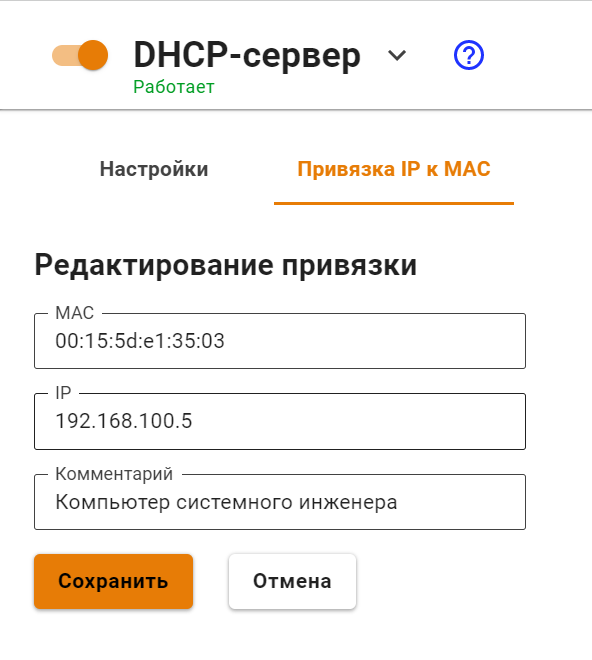 DHCP-сервер
Работает
Настройки
Привязка IP к MAC
Редактирование привязки
MAC
00:15:5d:e1:35:03
IP
192.168.100.5
Комментарий
Компьютер системного инженера
Сохранить
Отмена